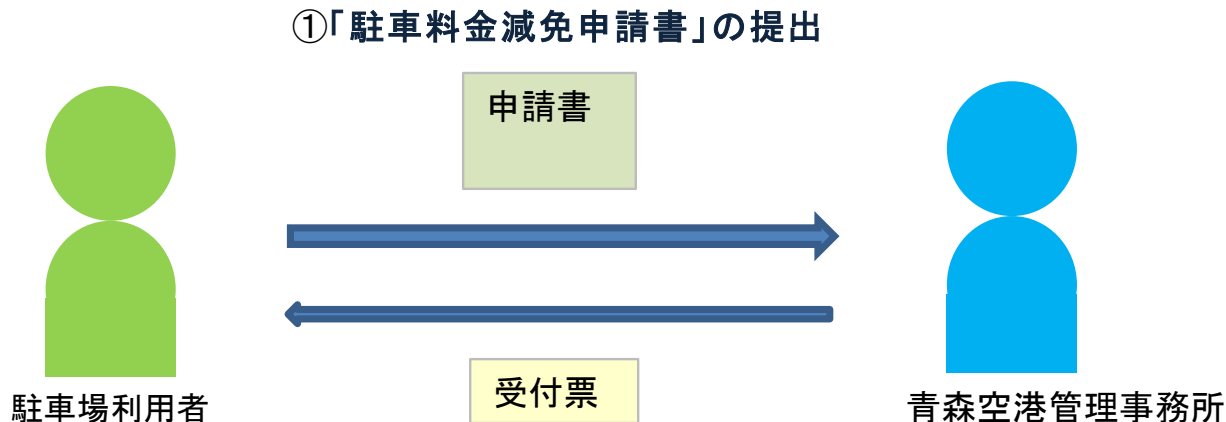 ①「駐車料金減免申請書」の提出
申請書
受付票
駐車場利用者
青森空港管理事務所